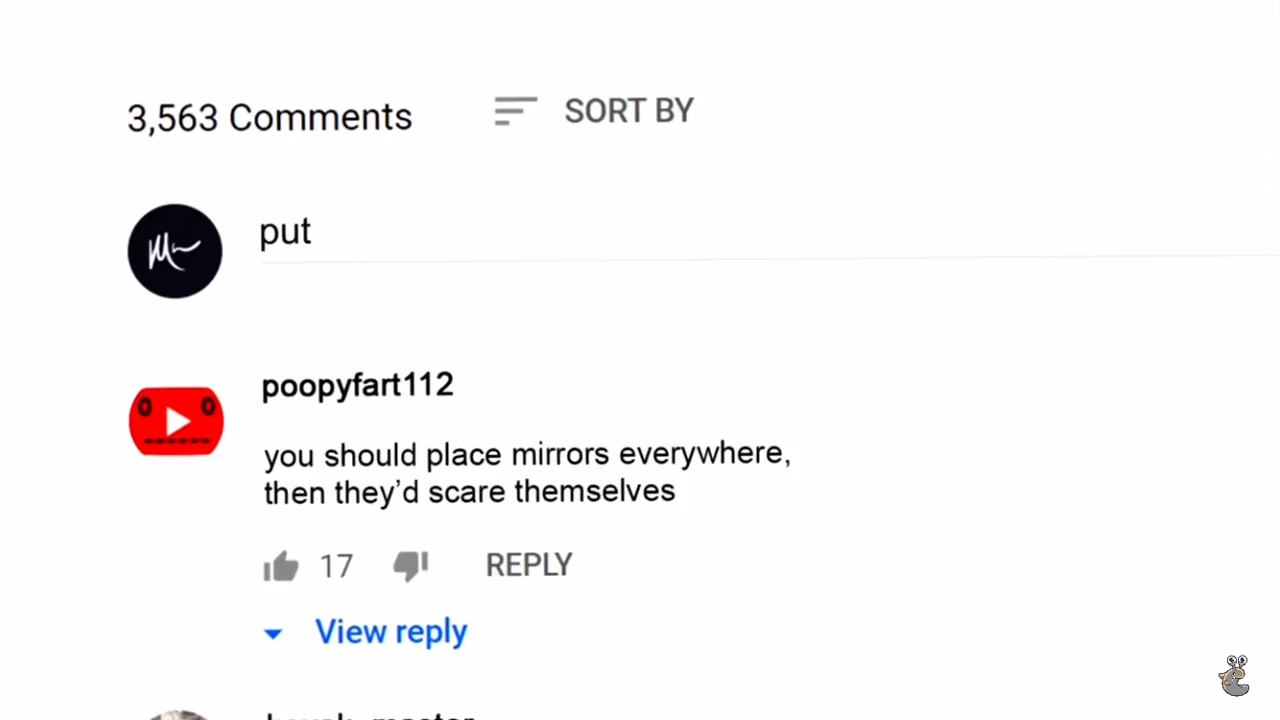 3,563 Comments
SORT BY
put
poopyfart112
you should place mirrors everywhere,
then they'd scare themselves
17
REPLY
View reply